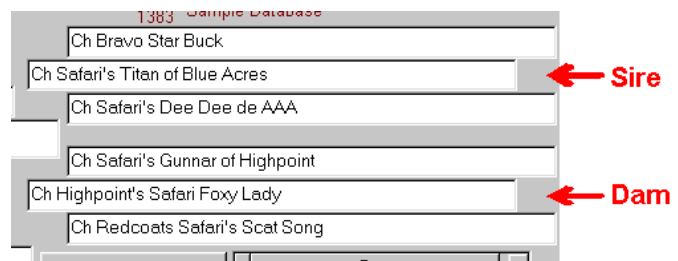 1383 Sample Database
Ch Bravo Star Buck
Ch Safari's Titan of Blue Acres
Sire
Ch Safari's Dee Dee de AAA
Ch Safari's Gunnar of Highpoint
Ch Highpoint's Safari Foxy Lady
Dam
Ch Redcoats Safari's Scat Song